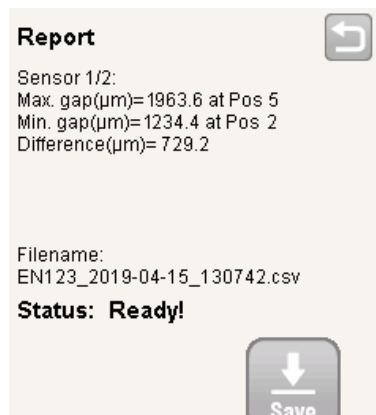 Report
Sensor 1/2:
Max. gap(µm)=1963.6 at Pos 5
Min. gap(µm)=1234.4 at Pos 2
Difference(µm)= 729.2
Filename:
EN123_2019-04-15_130742.csv
Status: Ready!
Save